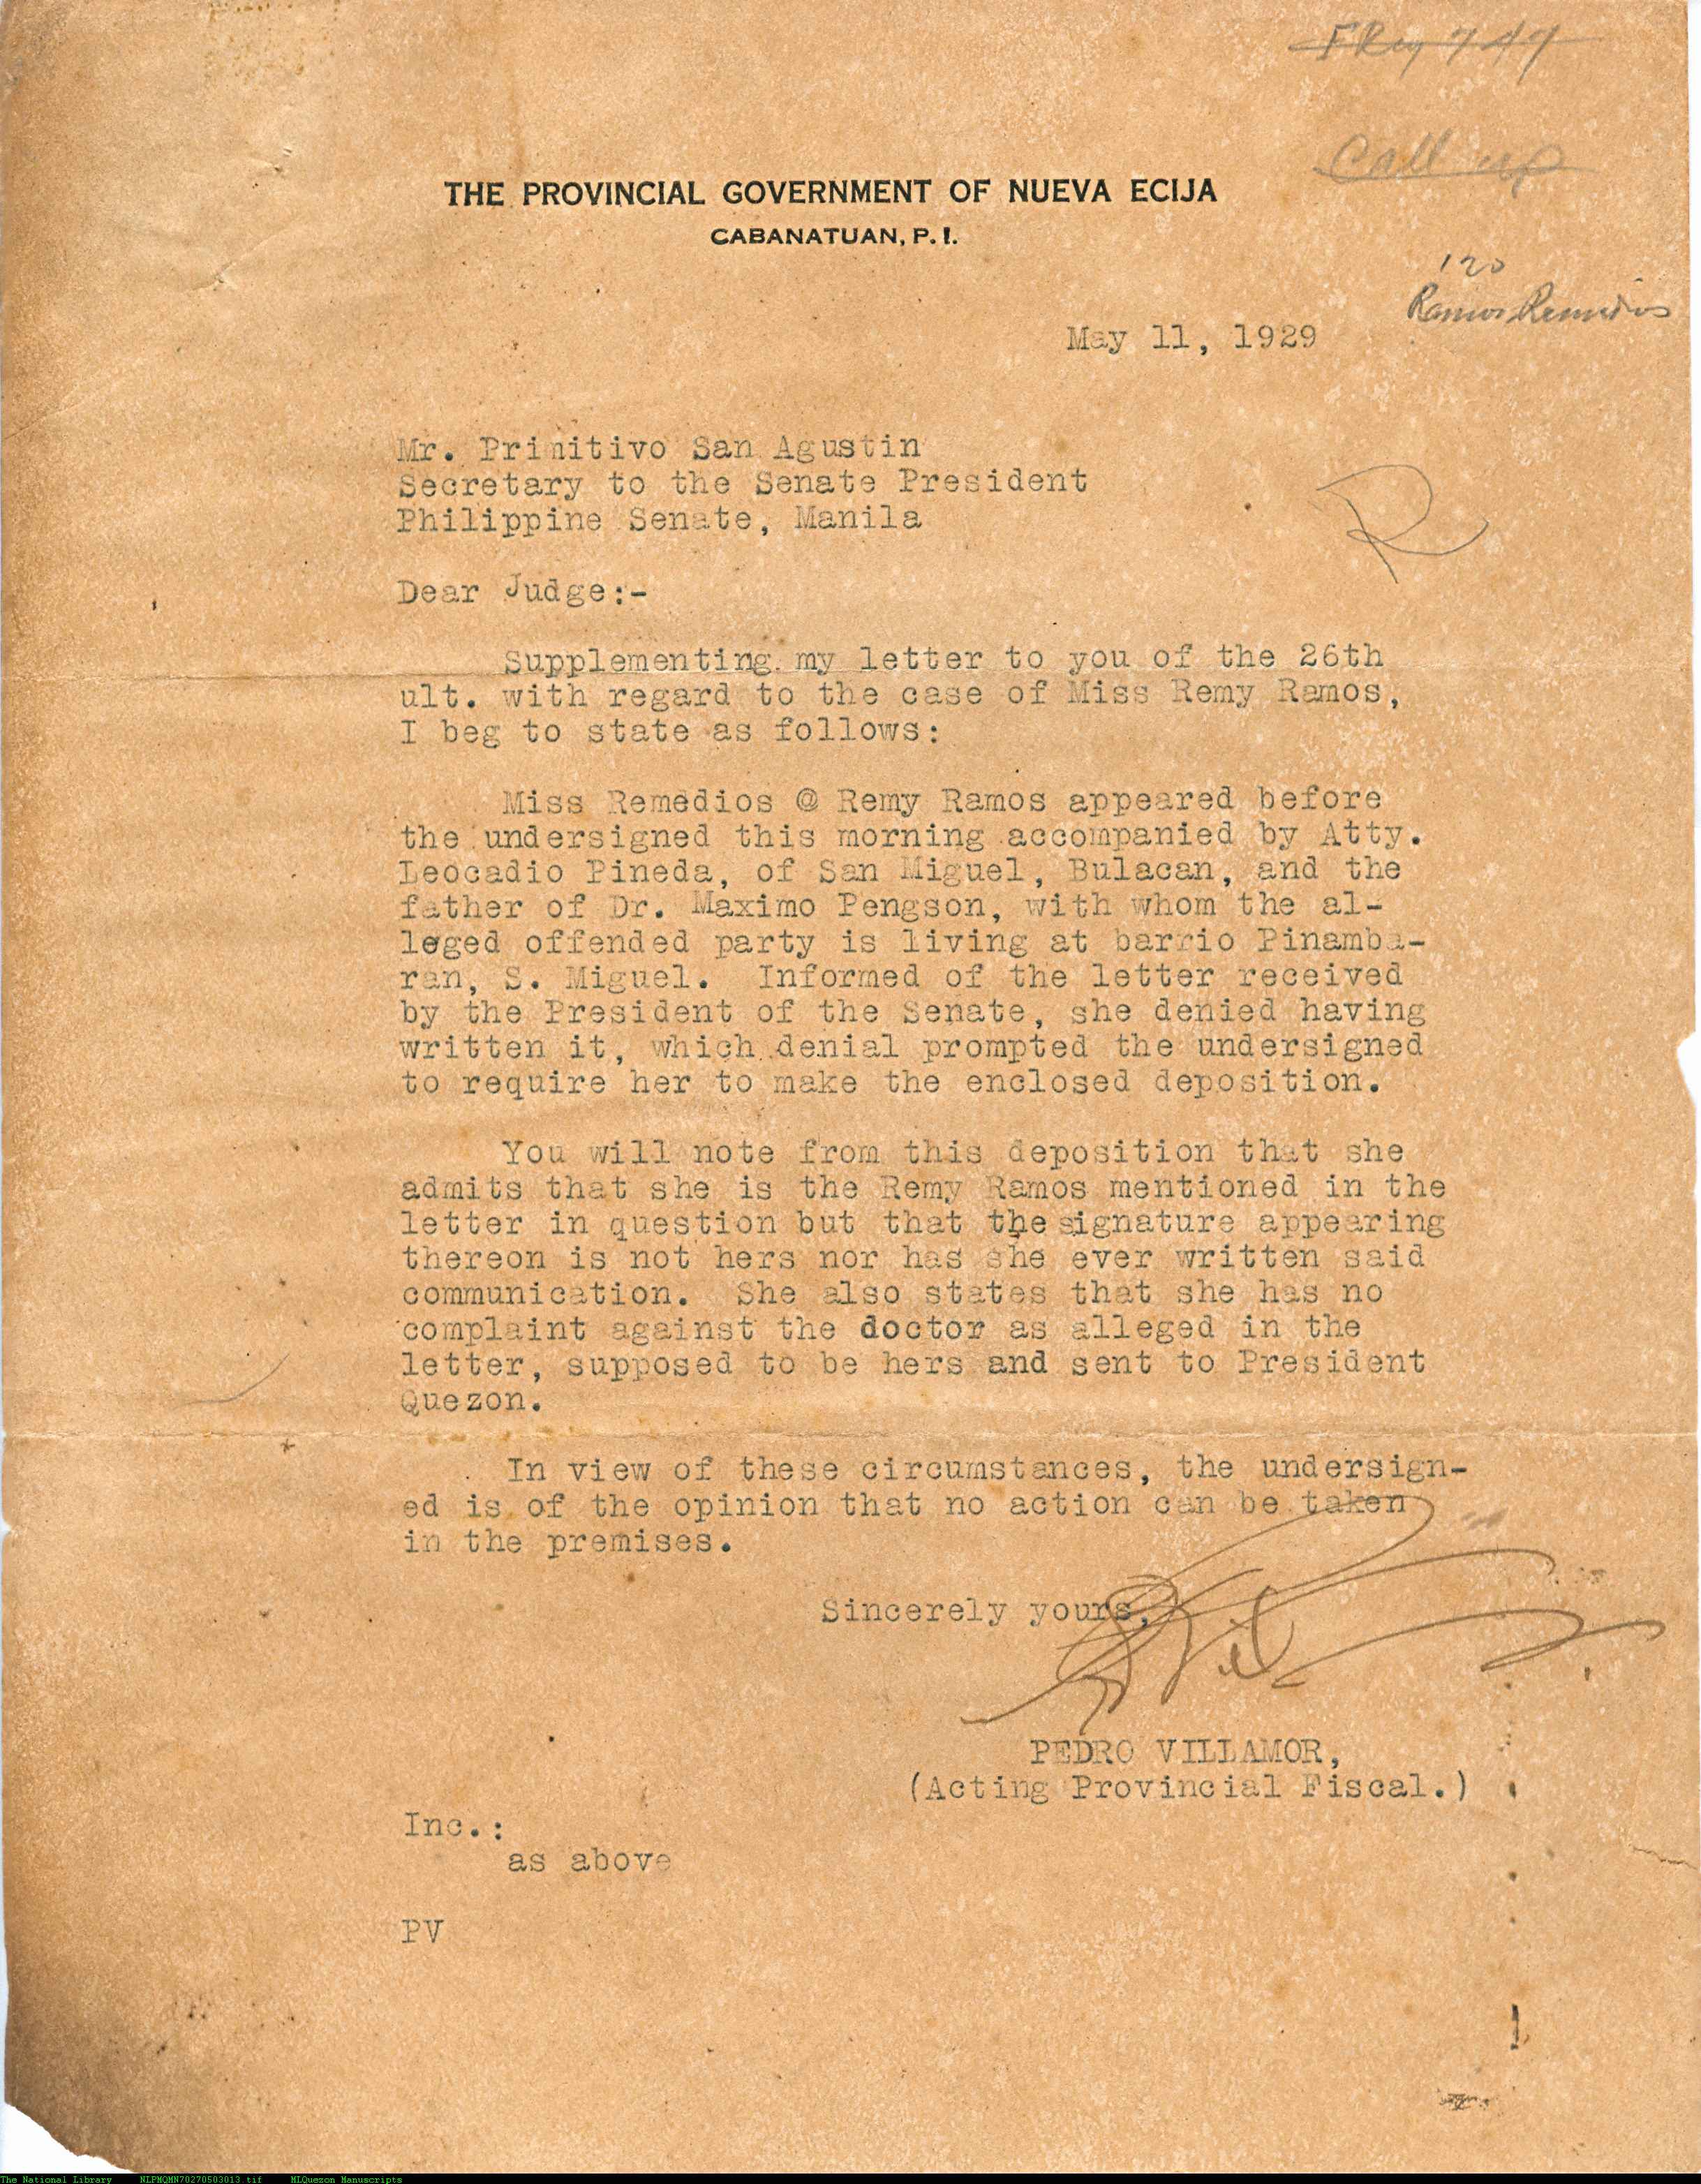 Call up
THE PROVINCIAL GOVERNMENT OF NUEVA ECIJA
CABANATUAN, P. I.
120
Ramos Remedios
May 11, 1929
Mr. Primitivo San Agustin
Secretary to the Senate President
Philippine Senate, Manila
R
Dear Judge:-
Supplementing my letter to you of the 26th
ult. with regard to the case of Miss Remy Ramos,
I beg to state as follows:
Miss Remedios @ Remy Ramos appeared before
the undersigned this morning accompanied by Atty.
Leocadio Pineda, of San Miguel, Bulacan, and the
father of Dr. Maximo Pengson, with whom the al-
leged offended party is living at barrio Pinamba-
ran, S. Miguel. Informed of the letter received
by the President of the Senate, she denied having
written it, which denial prompted the undersigned
to require her to make the enclosed deposition.
You will note from this deposition that she
admits that she is the Remy Ramos mentioned in the
letter in question but that the signature appearing
thereon is not hers nor has she ever written said
communication. She also states that she has no
complaint against the doctor as alleged in the
letter, supposed to be hers and sent to President
Quezon.
In view of these circumstances, the undersign-
ed is of the opinion that no action can be taken
in the premises.
Sincerely yours,
PEDRO VILLAMOR,
(Acting Provincial Fiscal.)
Inc.:
as above
PV
The National Library NLPMQMN70270503013.tif MLQuezon Manuscripts